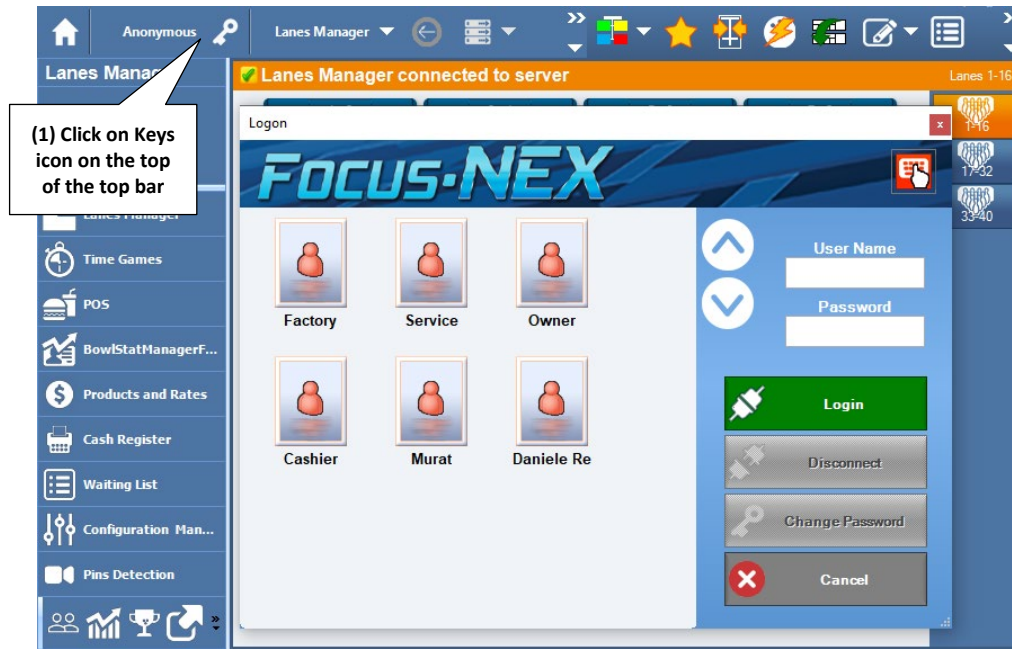 Anonymous
Lanes Manager
Lanes Mana
Lanes Manager connected to server
Lanes 1-16
(1) Click on Keys
icon on the top
of the top bar
Logon
x
1-16
FOCUS·NEX
17-32
33-40
Lanes Manager
Time Games
POS
BowlStatManagerF...
Products and Rates
Cash Register
Waiting List
Configuration Man...
Pins Detection
Factory
Service
Owner
Cashier
Murat
Daniele Re
User Name
Password
Login
Disconnect
Change Password
Cancel